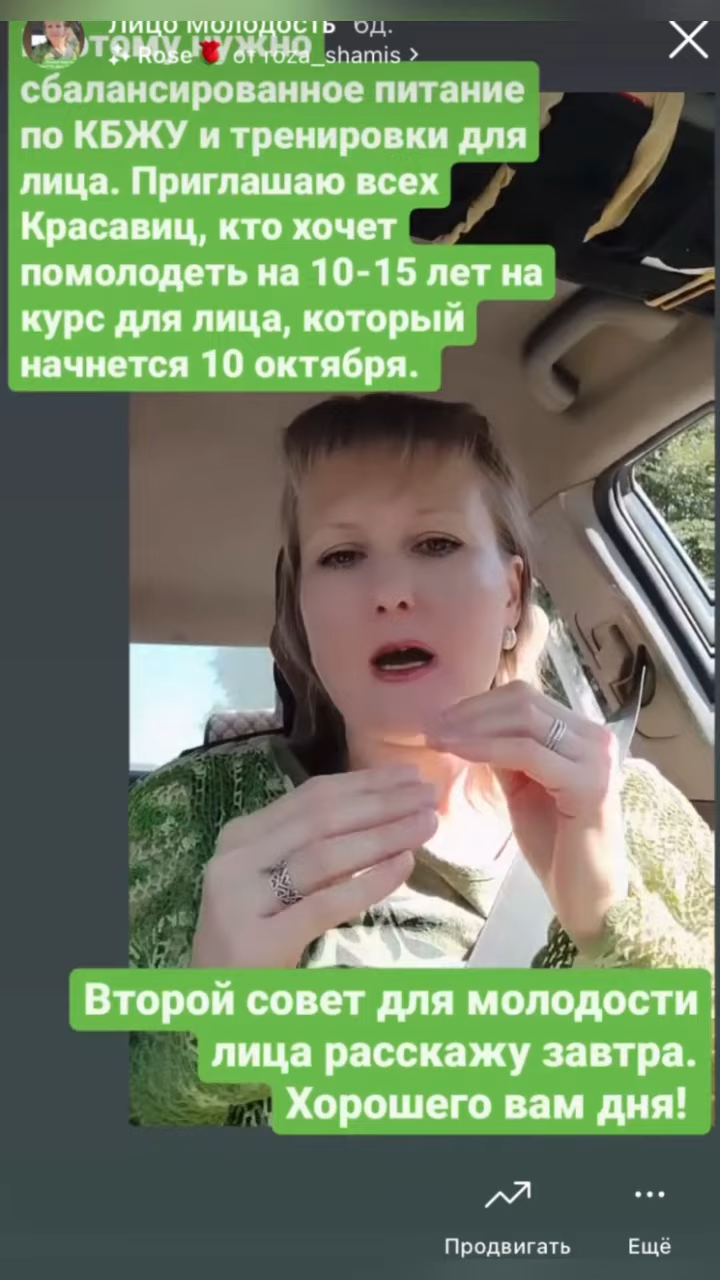 Лицо Молодость 6д.
Rose от roza_shamis
нужно
сбалансированное питание
по КБЖУ и тренировки для
лица. Приглашаю всех
Красавиц, кто хочет
помолодеть на 10-15 лет на
курс для лица, который
начнется 10 октября.
Второй совет для молодости
лица расскажу завтра.
Хорошего вам дня!
Продвигать Ещё